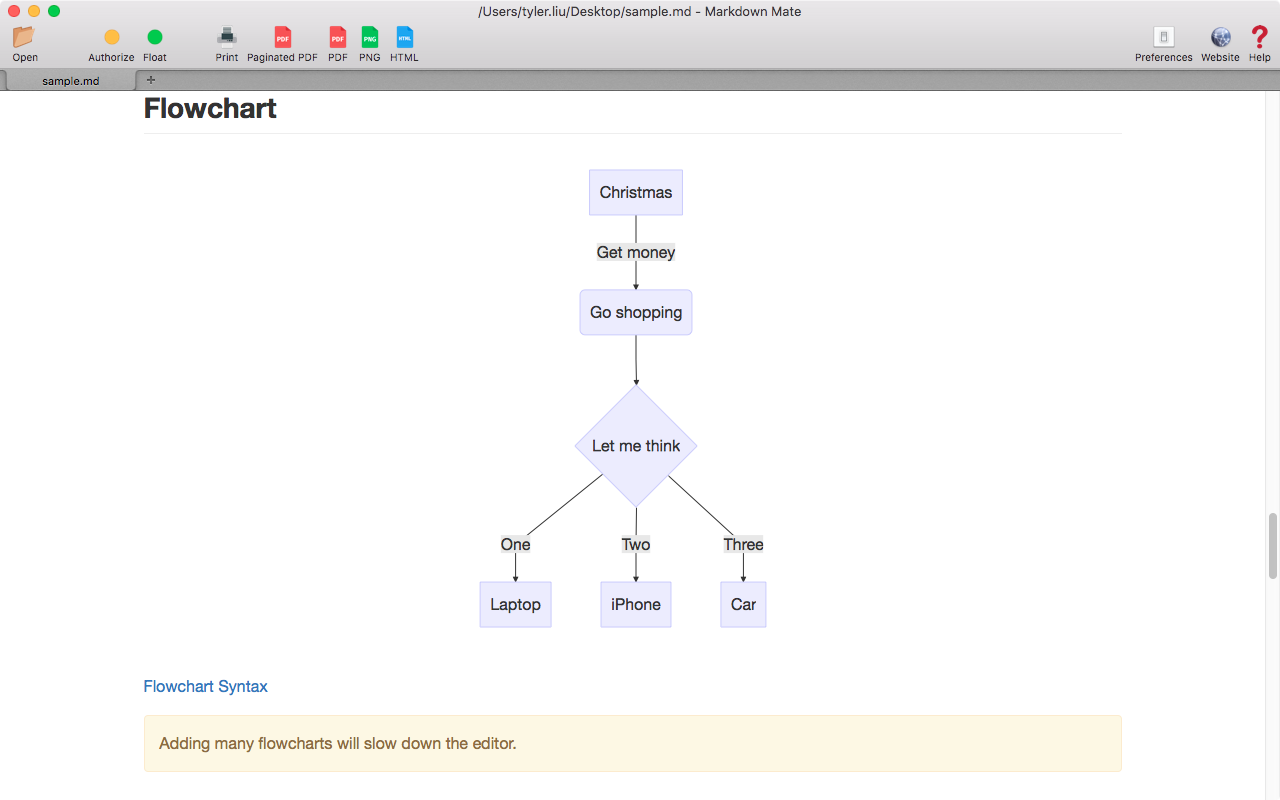 /Users/tyler.liu/Desktop/sample.md - Markdown Mate
Open Authorize Float Print Paginated PDF PDF PNG HTML Preferences Website Help
sample.md +
Flowchart
Christmas
Get money
Go shopping
Let me think
One Two Three
Laptop iPhone Car
Flowchart Syntax
Adding many flowcharts will slow down the editor.